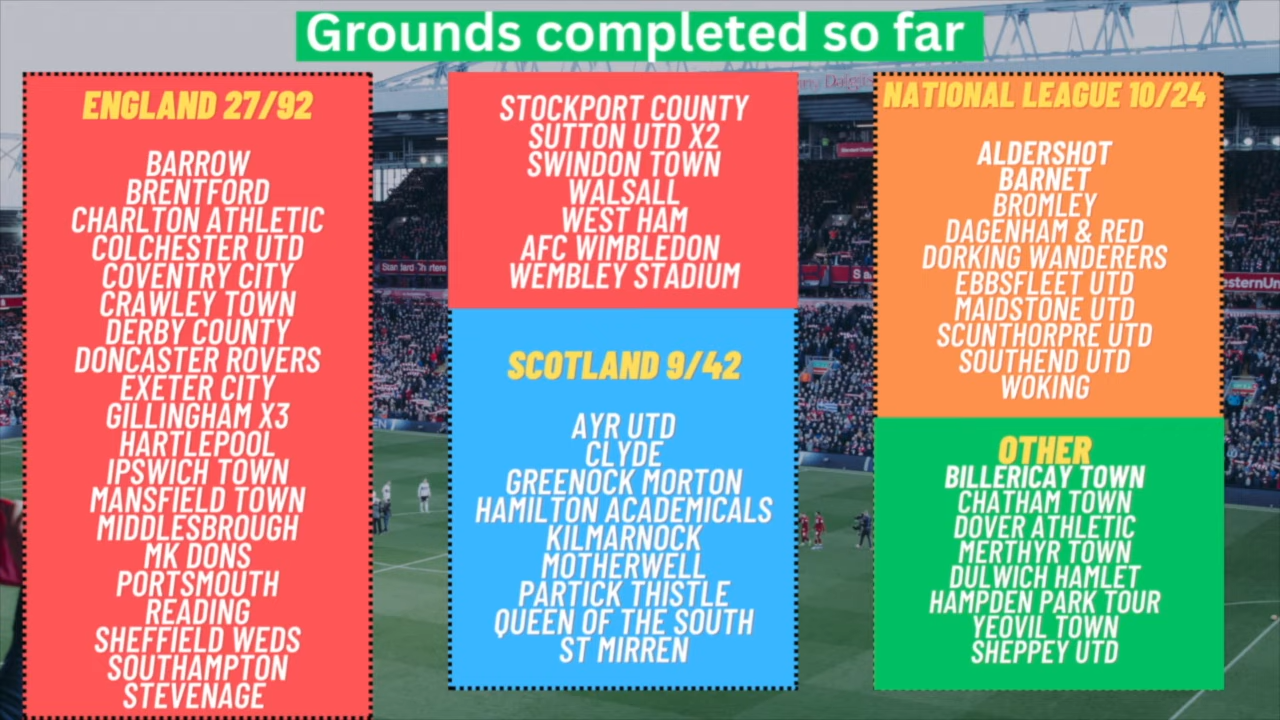 Grounds completed so far
ENGLAND 27/92
BARROW
BRENTFORD
CHARLTON ATHLETIC
COLCHESTER UTD
COVENTRY CITY
CRAWLEY TOWN
DERBY COUNTY
DONCASTER ROVERS
EXETER CITY
GILLINGHAM X3
HARTLEPOOL
IPSWICH TOWN
MANSFIELD TOWN
MIDDLESBROUGH
MK DONS
PORTSMOUTH
READING
SHEFFIELD WEDS
SOUTHAMPTON
STEVENAGE
STOCKPORT COUNTY
SUTTON UTD X2
SWINDON TOWN
WALSALL
WEST HAM
AFC WIMBLEDON
WEMBLEY STADIUM
SCOTLAND 9/42
AYR UTD
CLYDE
GREENOCK MORTON
HAMILTON ACADEMICALS
KILMARNOCK
MOTHERWELL
PARTICK THISTLE
QUEEN OF THE SOUTH
ST MIRREN
NATIONAL LEAGUE 10/24
ALDERSHOT
BARNET
BROMLEY
DAGENHAM & RED
DORKING WANDERERS
EBBSFLEET UTD
MAIDSTONE UTD
SCUNTHORPRE UTD
SOUTHEND UTD
WOKING
OTHER
BILLERICAY TOWN
CHATHAM TOWN
DOVER ATHLETIC
MERTHYR TOWN
DULWICH HAMLET
HAMPDEN PARK TOUR
YEOVIL TOWN
SHEPPEY UTD